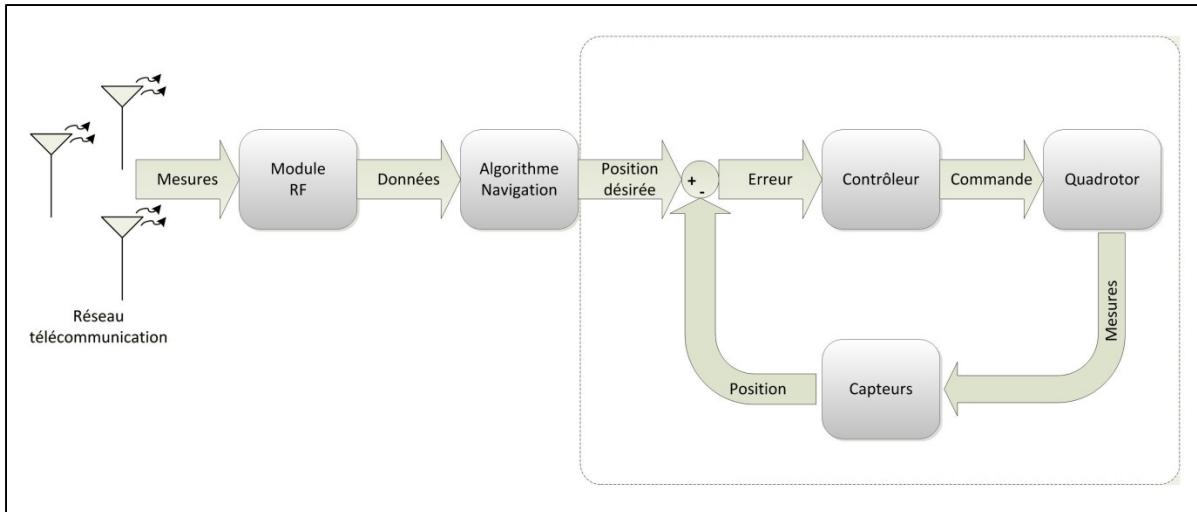 Mesures
Module
RF
Données
Algorithme
Navigation
Position
désirée
+
-
Erreur
Contrôleur
Commande
Quadrotor
Mesures
Capteurs
Position
Réseau
télécommunication